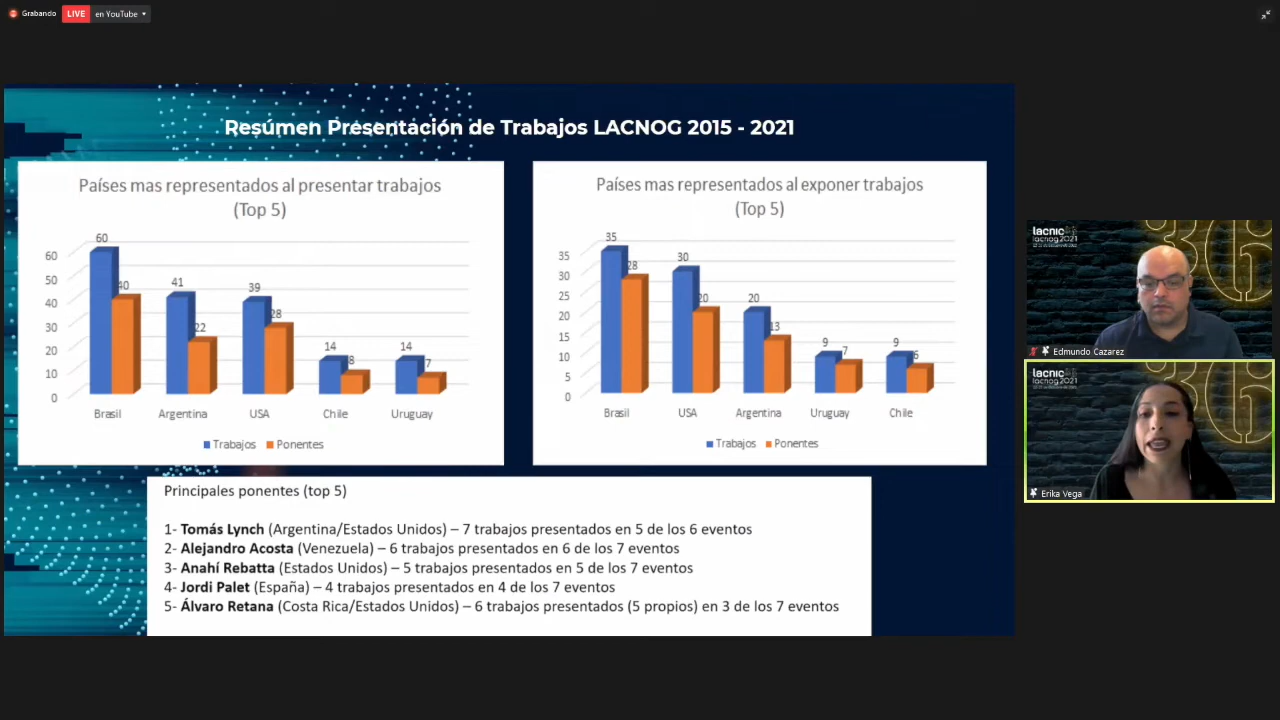 Grabando
LIVE
en YouTube
Resúmen Presentación de Trabajos LACNOG 2015 - 2021
Países mas representados al presentar trabajos
(Top 5)
60
50
40
30
20
10
0
60
40
41
22
39
28
14
8
14
7
Brasil
Argentina
USA
Chile
Uruguay
Trabajos
Ponentes
Países mas representados al exponer trabajos
(Top 5)
35
30
25
20
15
10
5
0
35
28
30
20
20
13
9
7
9
6
Brasil
USA
Argentina
Uruguay
Chile
Trabajos
Ponentes
Principales ponentes (top 5)
1- Tomás Lynch (Argentina/Estados Unidos) – 7 trabajos presentados en 5 de los 6 eventos
2- Alejandro Acosta (Venezuela) – 6 trabajos presentados en 6 de los 7 eventos
3- Anahí Rebatta (Estados Unidos) – 5 trabajos presentados en 5 de los 7 eventos
4- Jordi Palet (España) – 4 trabajos presentados en 4 de los 7 eventos
5- Álvaro Retana (Costa Rica/Estados Unidos) – 6 trabajos presentados (5 propios) en 3 de los 7 eventos
lacnic 36
lacnog2021
Edmundo Cazarez
lacnic 36
lacnog2021
Erika Vega